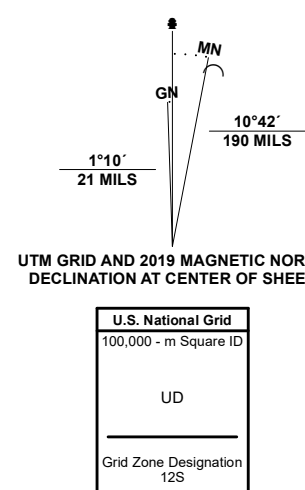 MN
GN
10°42´
190 MILS
1°10´
21 MILS
UTM GRID AND 2019 MAGNETIC NOR
DECLINATION AT CENTER OF SHEE
U.S. National Grid
100,000 - m Square ID
UD
Grid Zone Designation
12S